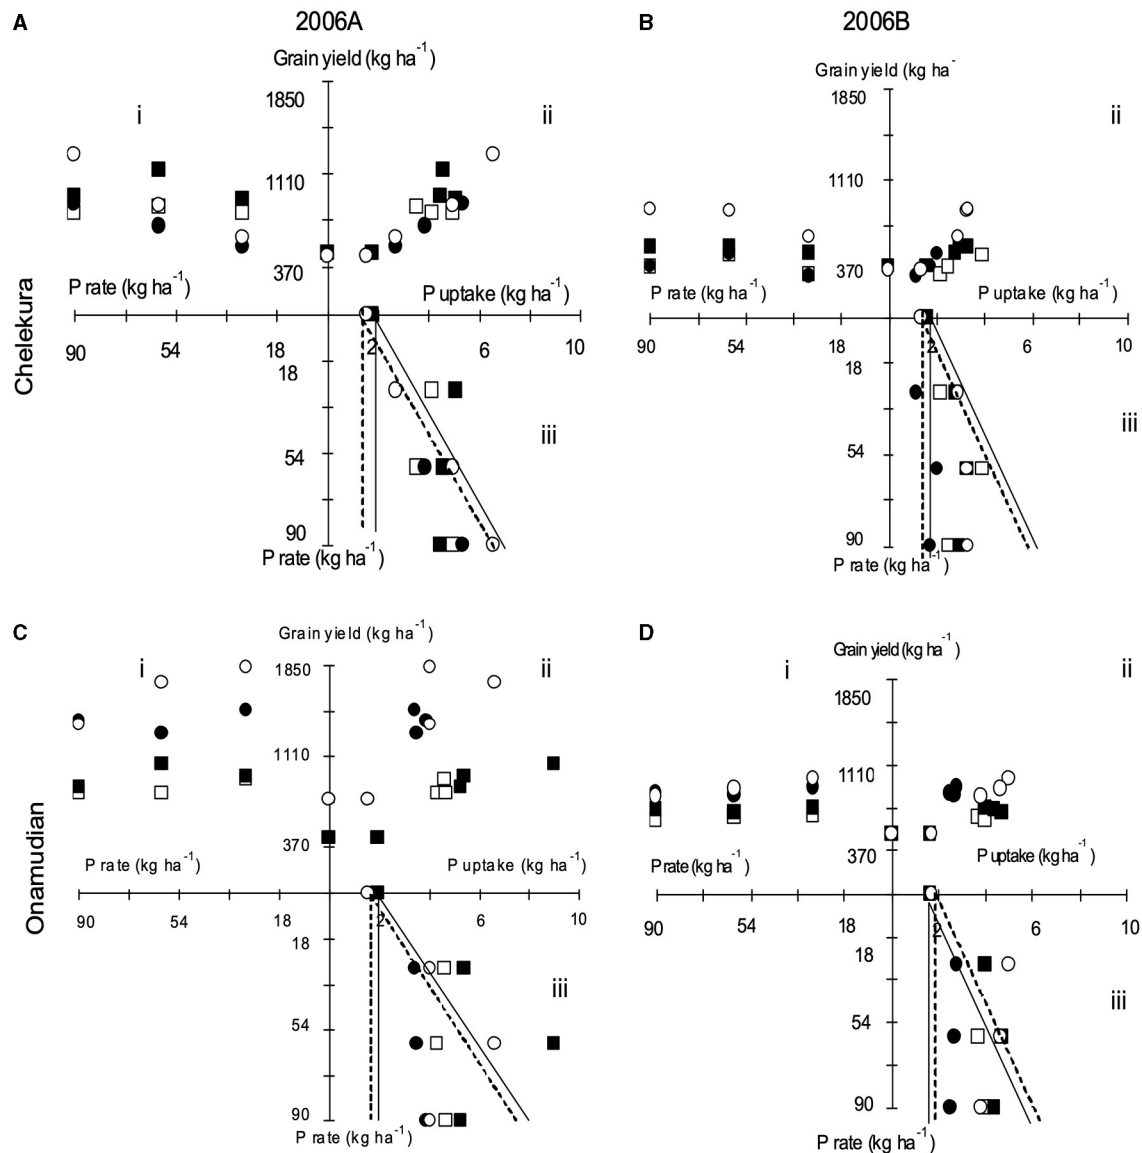 A 2006A
Grain yield (kg ha-1)
1850
i ii
1110
370
P rate (kg ha-1) P uptake (kg ha-1)
90 54 18 2 6 10
18
54
iii
90
P rate (kg ha-1)
Chelekura
B 2006B
Grain yield (kg ha-
1850
ii
1110
370
P rate (kg ha-1) P uptake (kg ha-1)
90 54 18 2 6 10
18
iii
54
90
P rate (kg ha-1)
C
Grain yield (kg ha-1)
1850
i ii
1110
370
P rate (kg ha-1) P uptake (kg ha-1)
90 54 18 2 6 10
18
iii
54
90
P rate (kg ha-1)
Onamudian
D
Grain yield (kg ha-1)
i ii
1850
1110
370
P rate (kg ha-1) P uptake (kg ha-1)
90 54 18 2 6 10
18
iii
54
90
P rate (kg ha-1)